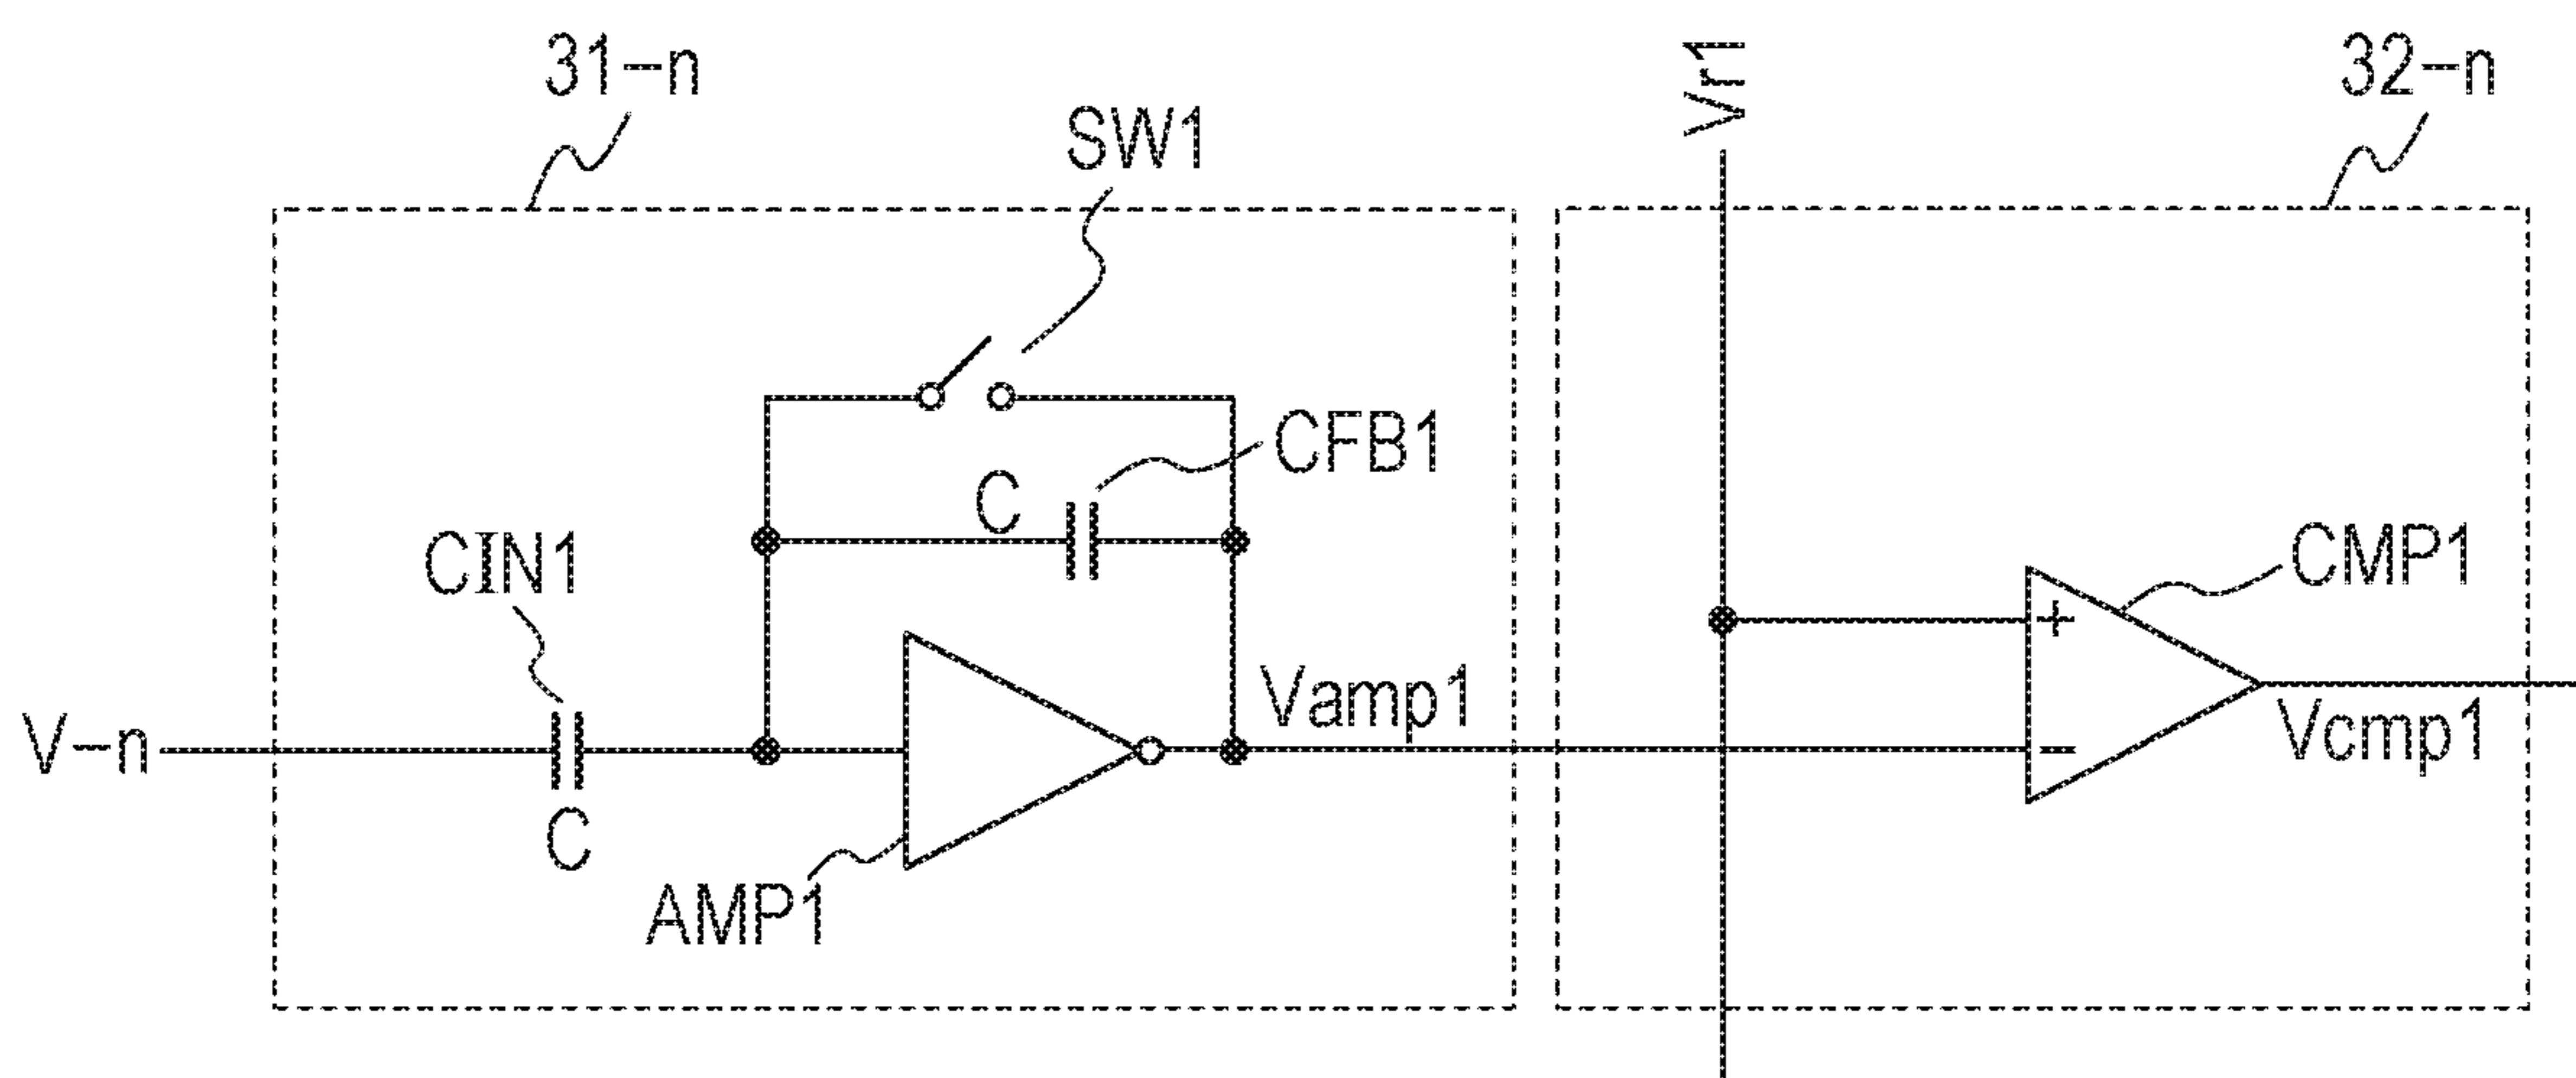 31-n
Vr1
32-n
SW1
CFB1
C
CIN1
CMP1
+
Vamp1
V-n
-
Vcmp1
C
AMP1